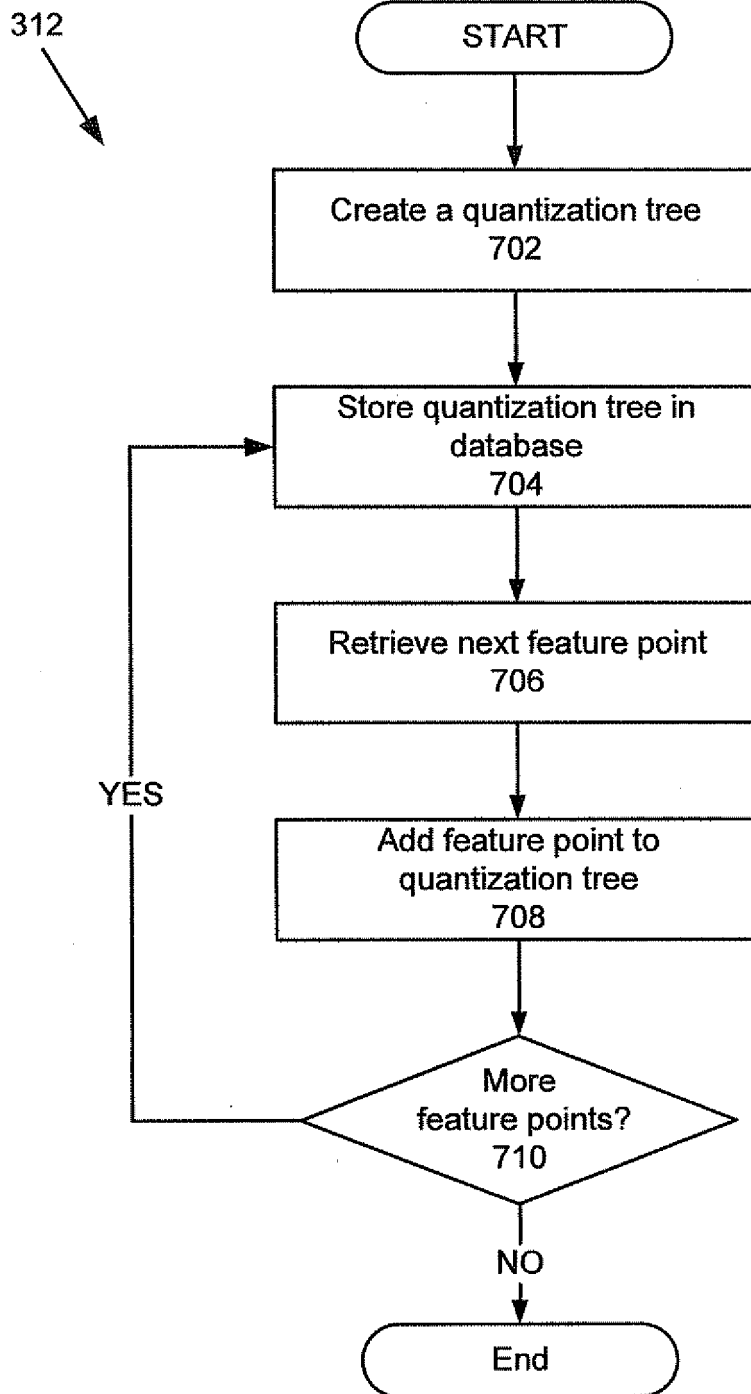 312
START
Create a quantization tree
702
Store quantization tree in
database
704
Retrieve next feature point
706
Add feature point to
quantization tree
708
YES
More
feature points?
710
NO
End